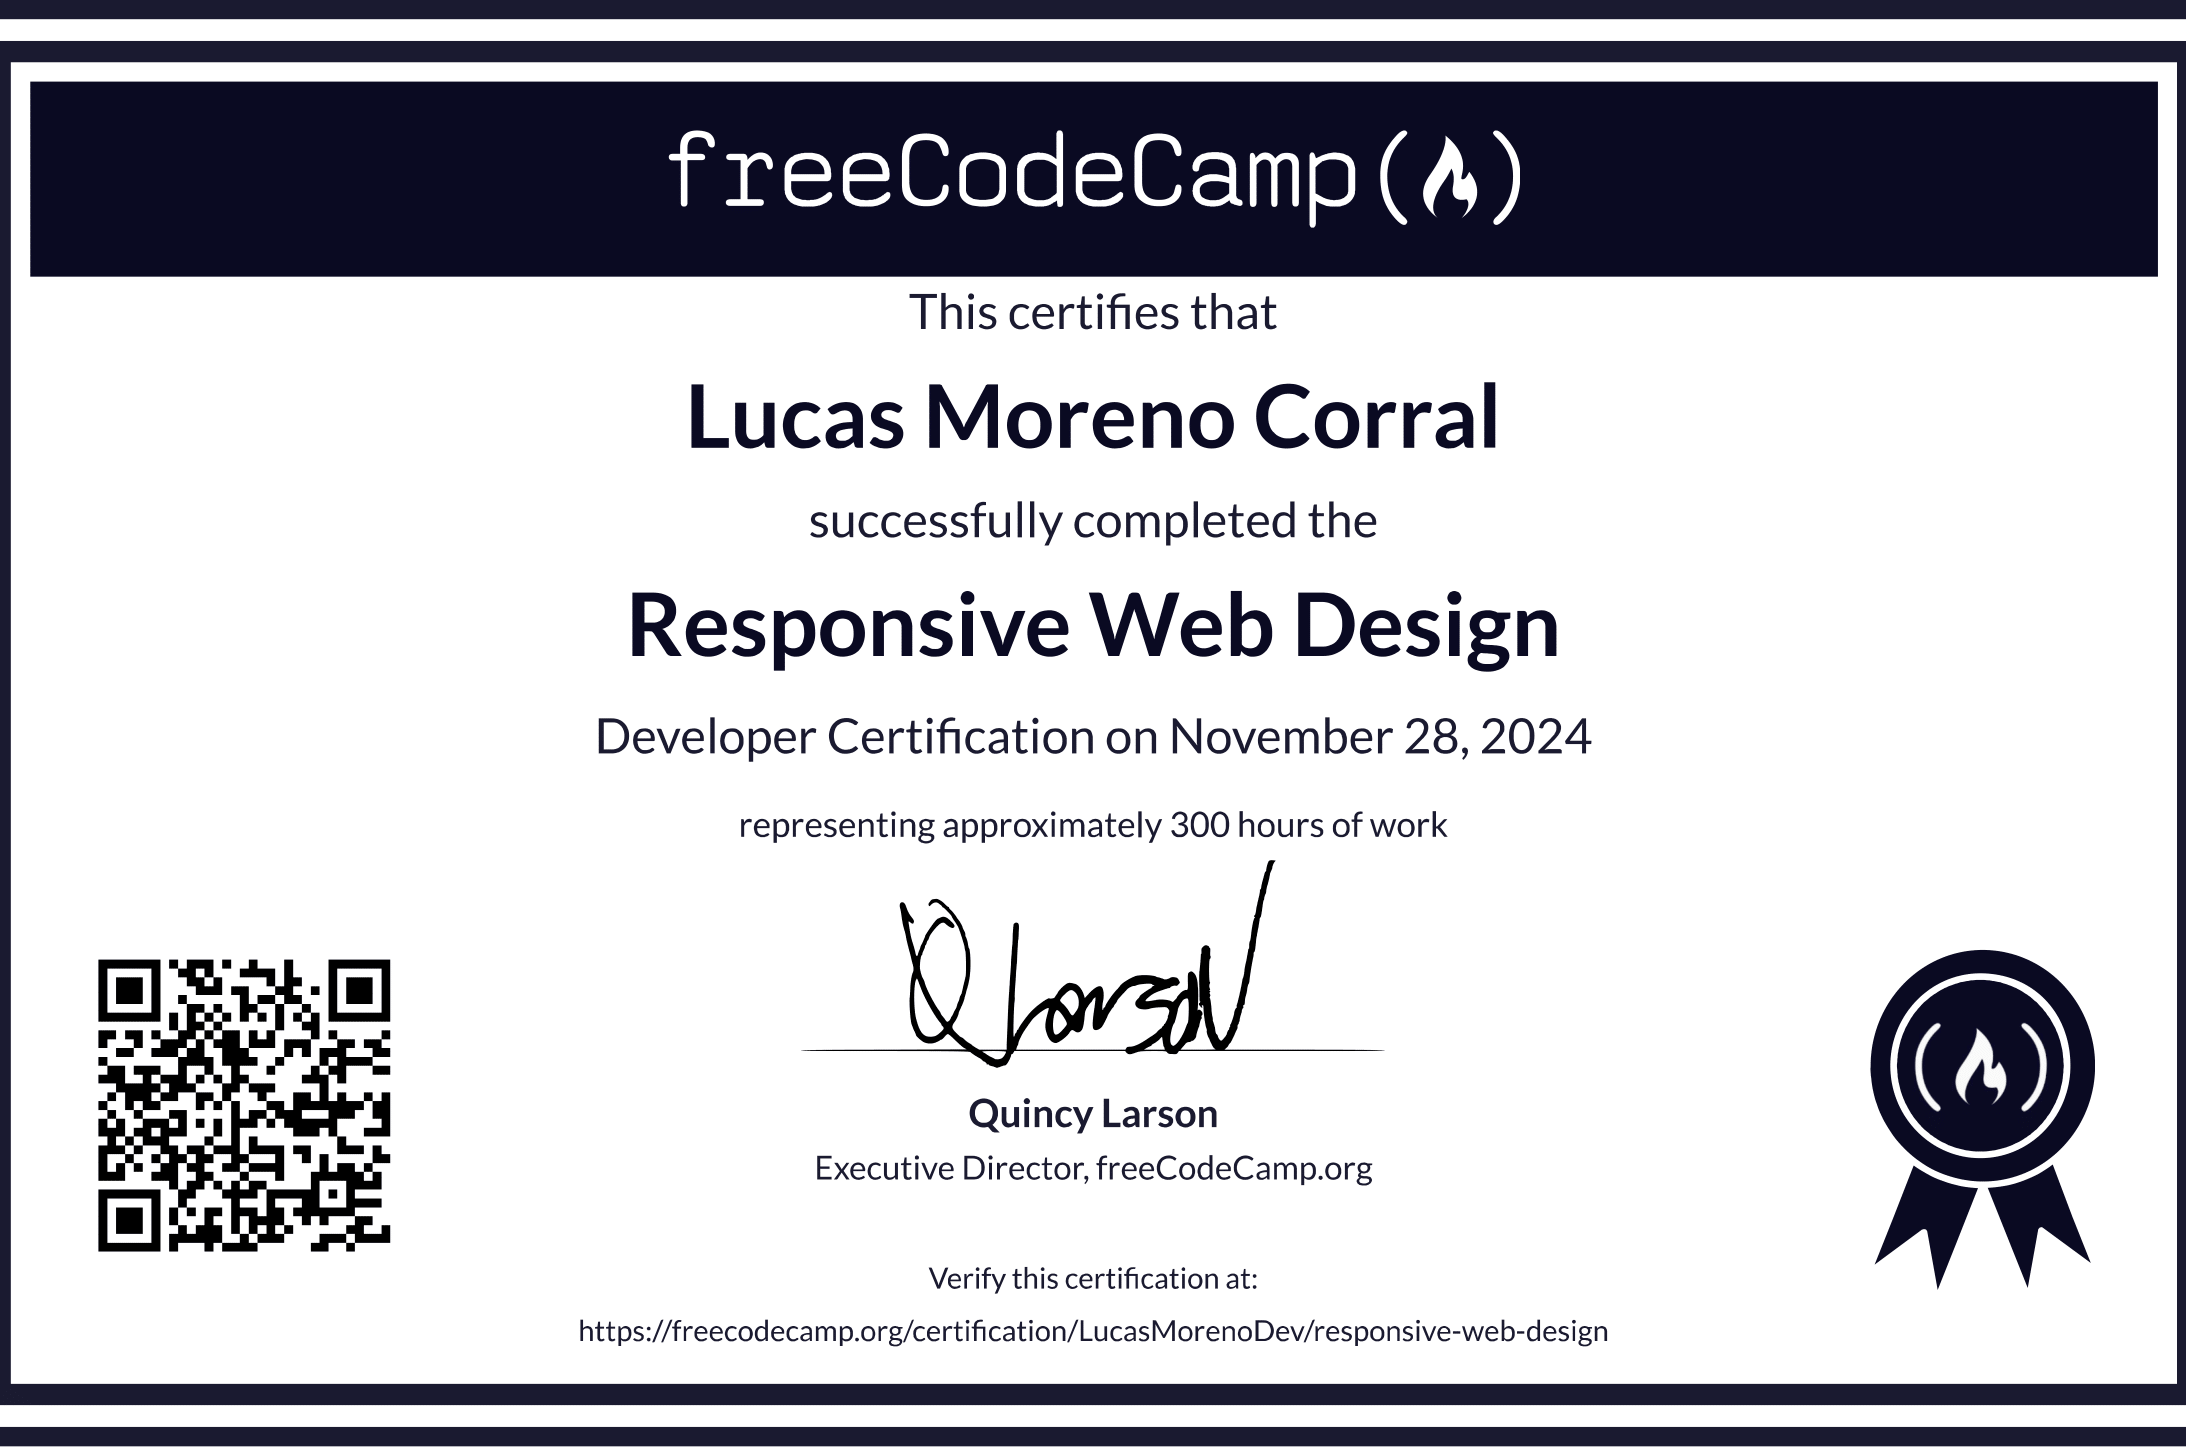 freeCodeCamp
This certifies that
Lucas Moreno Corral
successfully completed the
Responsive Web Design
Developer Certification on November 28, 2024
representing approximately 300 hours of work
Q Larson
Quincy Larson
Executive Director, freeCodeCamp.org
Verify this certification at:
https://freecodecamp.org/certification/LucasMorenoDev/responsive-web-design